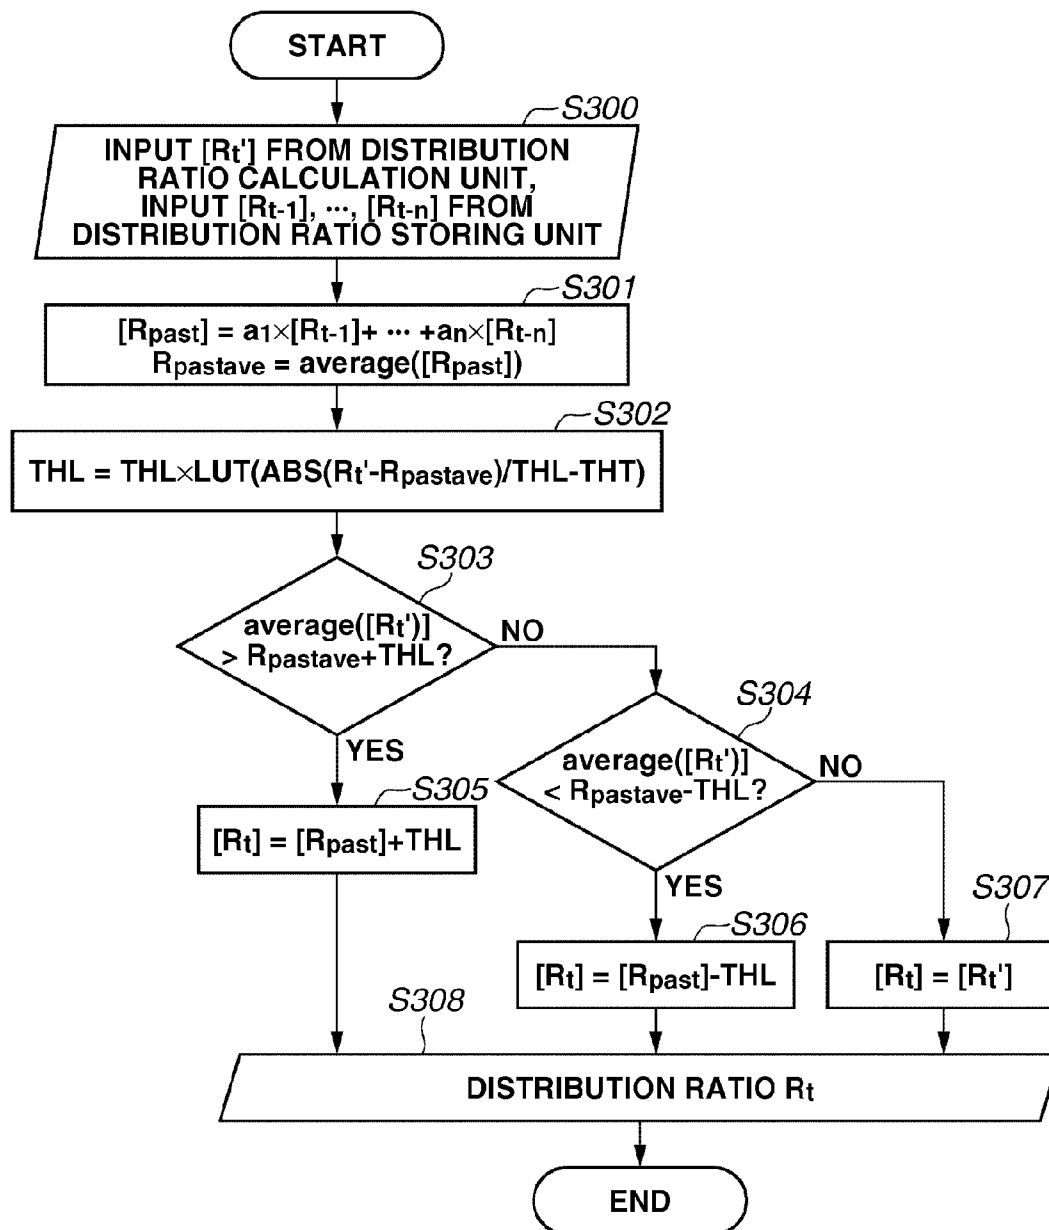 START
S300
INPUT [Rt'] FROM DISTRIBUTION
RATIO CALCULATION UNIT,
INPUT [Rt-1], ···, [Rt-n] FROM
DISTRIBUTION RATIO STORING UNIT
S301
[Rpast] = a1×[Rt-1]+ ··· +an×[Rt-n]
Rpastave = average([Rpast])
S302
THL = THL×LUT(ABS(Rt'-Rpastave)/THL-THT)
S303
average([Rt')]
> Rpastave+THL?
NO
YES
S304
average([Rt')]
< Rpastave-THL?
NO
YES
S305
[Rt] = [Rpast]+THL
S306
[Rt] = [Rpast]-THL
S307
[Rt] = [Rt']
S308
DISTRIBUTION RATIO Rt
END